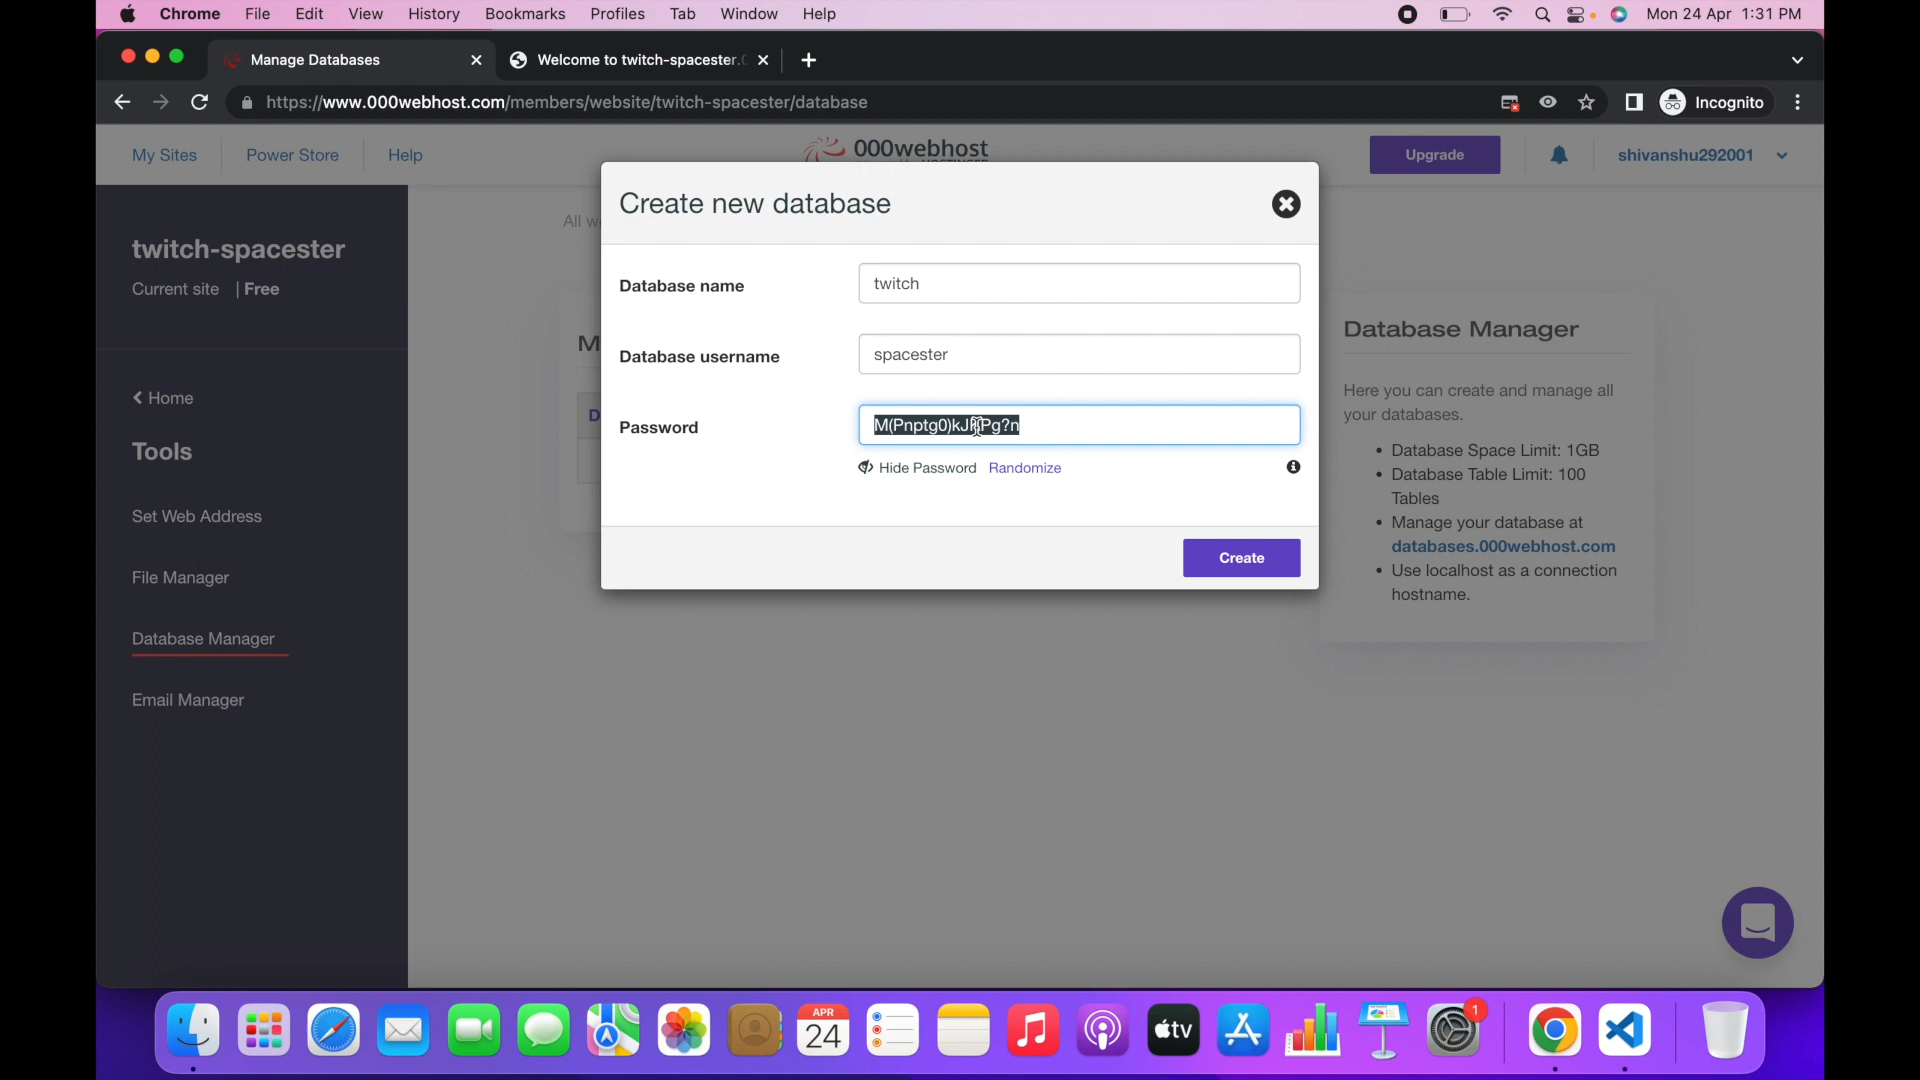 Chrome File Edit View History Bookmarks Profiles Tab Window Help Mon 24 Apr 1:31 PM
Manage Databases Welcome to twitch-spacester.
https://www.000webhost.com/members/website/twitch-spacester/database Incognito
My Sites Power Store Help 000webhost Upgrade shivanshu292001
twitch-spacester
Current site | Free
< Home
Tools
Set Web Address
File Manager
Database Manager
Email Manager
All
Create new database
Database name twitch
Database username spacester
Password
Hide Password Randomize
Create
Database Manager
Here you can create and manage all
your databases.
• Database Space Limit: 1GB
• Database Table Limit: 100
Tables
• Manage your database at
databases.000webhost.com
• Use localhost as a connection
hostname.
APR
24
tv
1